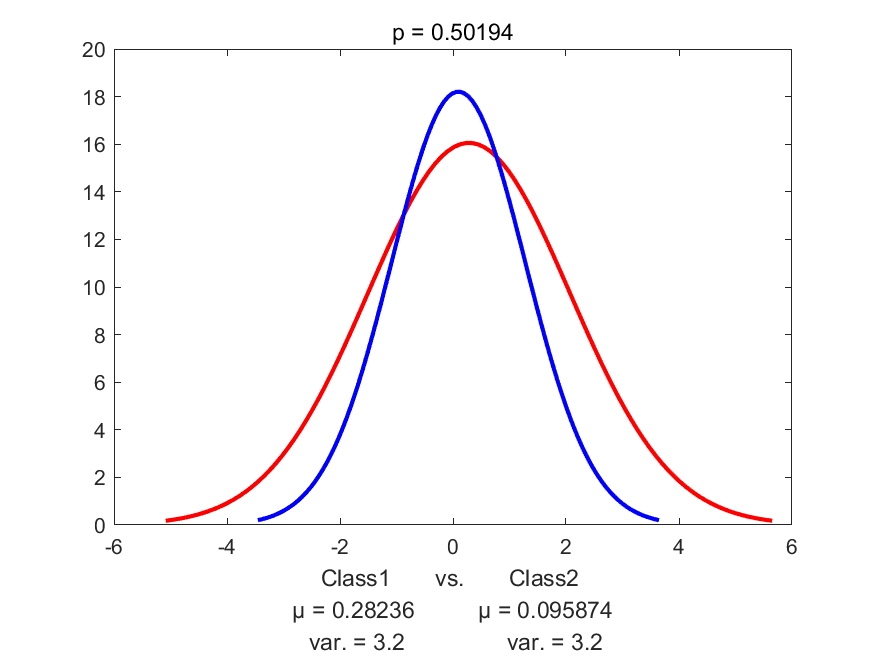 p = 0.50194
20
18
16
14
12
10
8
6
4
2
0
-6 -4 -2 0 2 4 6
Class1 vs. Class2
μ = 0.28236 μ = 0.095874
var. = 3.2 var. = 3.2